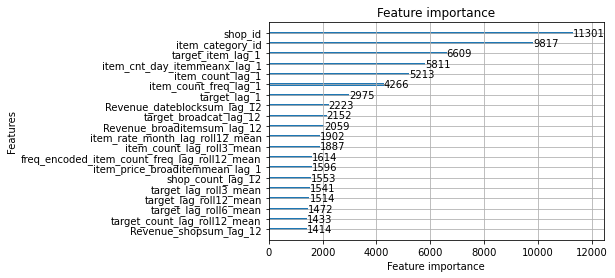 Feature importance
Features
shop_id 11301
item_category_id 9817
target_item_lag_1 6609
item_cnt_day_itemmeanx_lag_1 5811
item_count_lag_1 5213
item_count_freq_lag_1 4266
target_lag_1 2975
Revenue_dateblocksum_lag_12 2223
target_broadcat_lag_12 2152
Revenue_broaditemsum_lag_12 2059
item_rate_month_lag_roll12_mean 1902
item_count_lag_roll3_mean 1887
freq_encoded_item_count_freq_lag_roll12_mean 1614
item_price_broaditemmean_lag_1 1596
shop_count_lag_12 1553
target_lag_roll3_mean 1541
target_lag_roll12_mean 1514
target_lag_roll6_mean 1472
target_count_lag_roll12_mean 1433
Revenue_shopsum_lag_12 1414
0 2000 4000 6000 8000 10000 12000
Feature importance